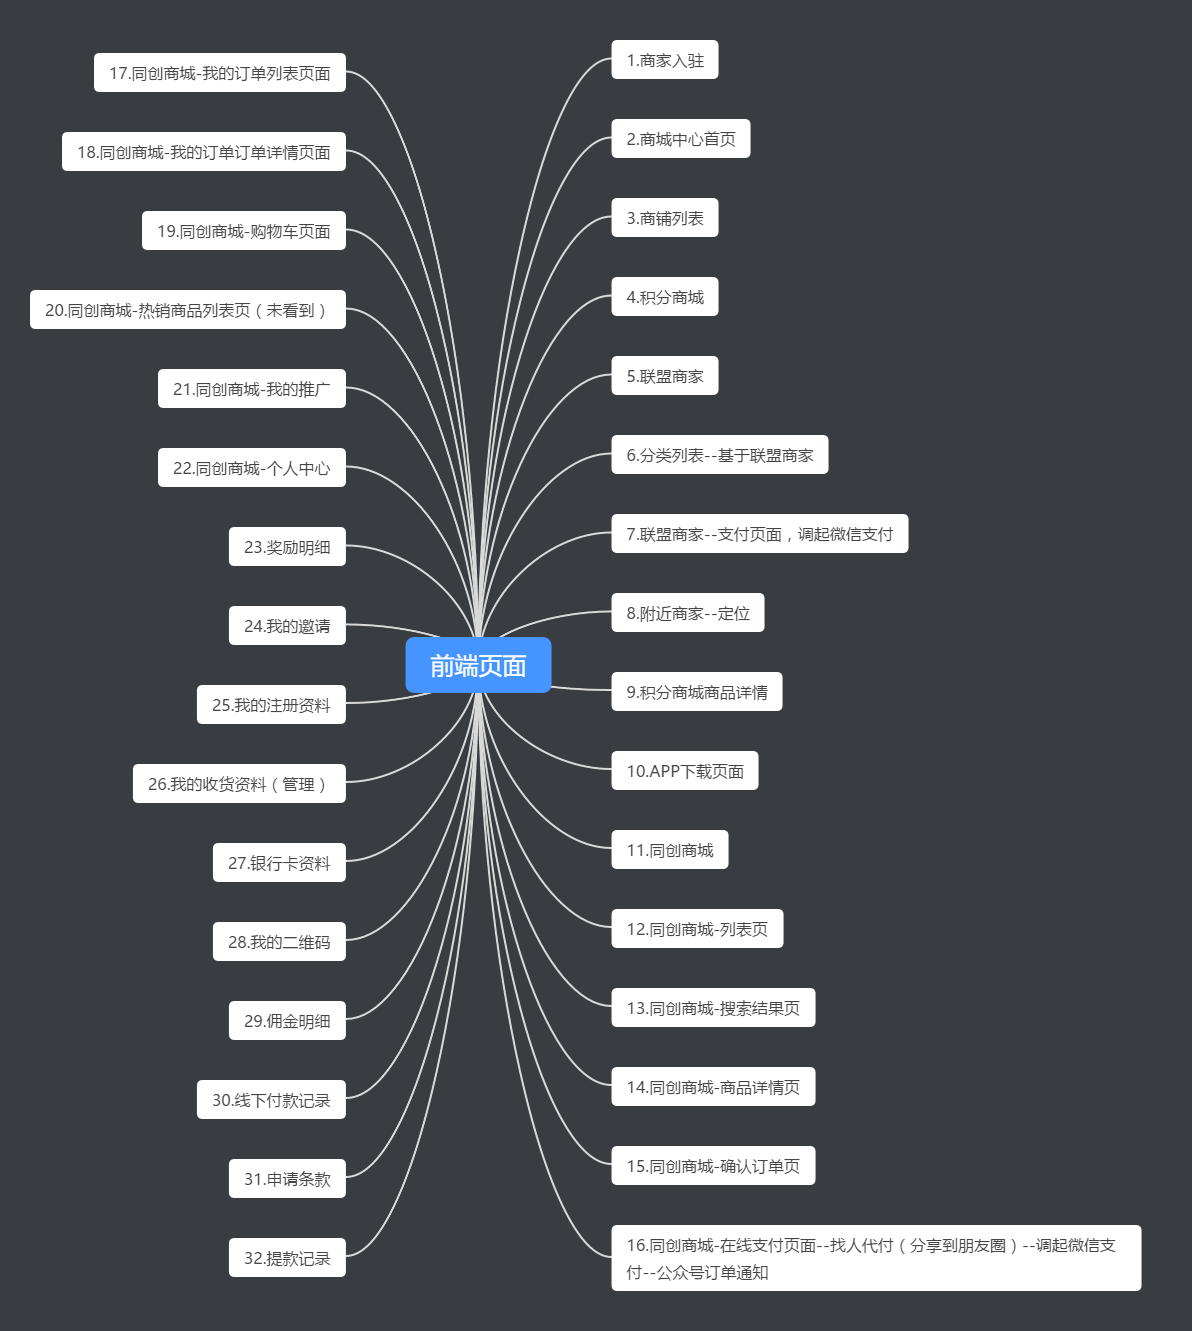 前端页面
1.商家入驻
2.商城中心首页
3.商铺列表
4.积分商城
5.联盟商家
6.分类列表--基于联盟商家
7.联盟商家--支付页面，调起微信支付
8.附近商家--定位
9.积分商城商品详情
10.APP下载页面
11.同创商城
12.同创商城-列表页
13.同创商城-搜索结果页
14.同创商城-商品详情页
15.同创商城-确认订单页
16.同创商城-在线支付页面--找人代付（分享到朋友圈）--调起微信支
付--公众号订单通知
17.同创商城-我的订单列表页面
18.同创商城-我的订单订单详情页面
19.同创商城-购物车页面
20.同创商城-热销商品列表页（未看到）
21.同创商城-我的推广
22.同创商城-个人中心
23.奖励明细
24.我的邀请
25.我的注册资料
26.我的收货资料（管理）
27.银行卡资料
28.我的二维码
29.佣金明细
30.线下付款记录
31.申请条款
32.提款记录